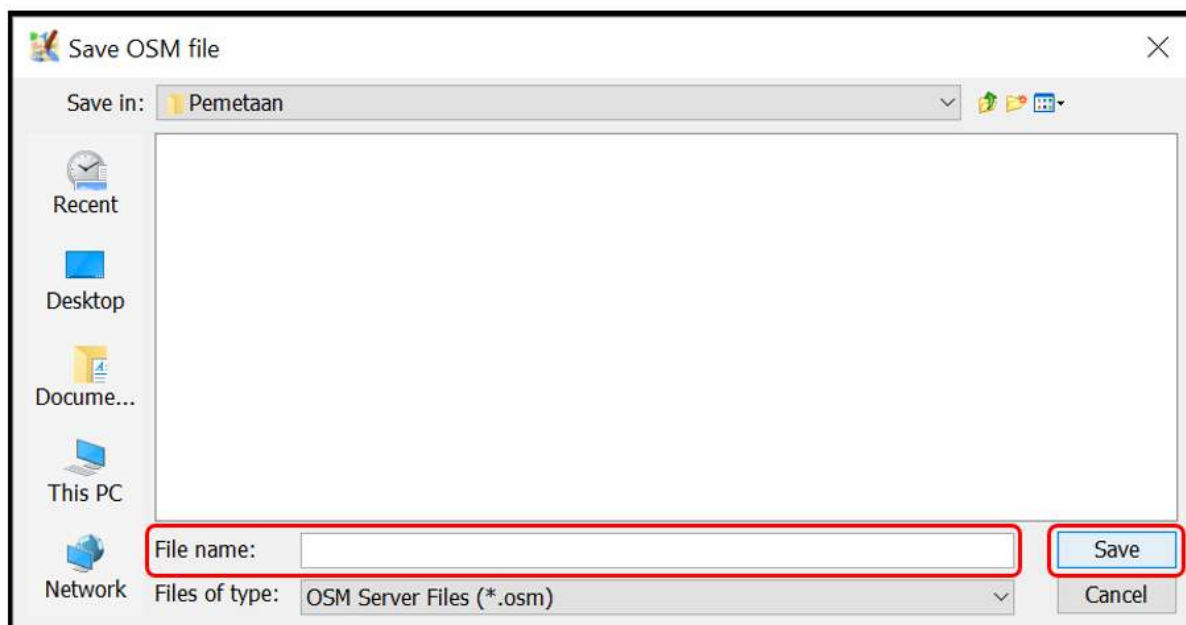 Save OSM file
Save in: Pemetaan
Recent
Desktop
Docume...
This PC
Network
File name:
Save
Files of type: OSM Server Files (*.osm)
Cancel